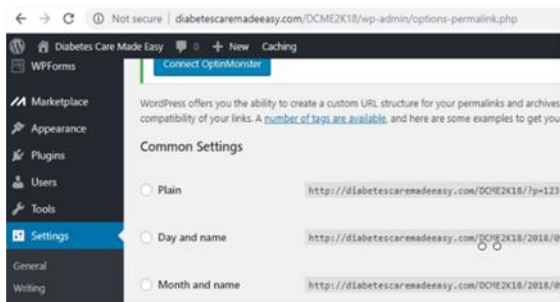 Not secure | diabetescaremadeeasy.com/DCME2K18/wp-admin/options-permalink.php
Diabetes Care Made Easy 0 + New Caching
WPForms
Connect OptinMonster
Marketplace
WordPress offers you the ability to create a custom URL structure for your permalinks and archives
Appearance
compatibility of your links. A number of tags are available, and here are some examples to get you
Plugins
Common Settings
Users
Plain http://diabetescaremadeeasy.com/DCME2K18/?p=123
Tools
Settings
Day and name http://diabetescaremadeeasy.com/DCME2K18/2018/0
General
Writing
Month and name http://diabetescaremadeeasy.com/DCME2K18/2018/0